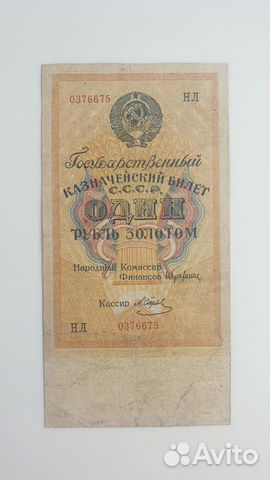 0376675 НЛ
Государственный
КАЗНАЧЕЙСКИЙ БИЛЕТ
С.С.С.Р.
ОДИН
РУБЛЬ ЗОЛОТОМ
Народный Комиссар
Финансов
Кассир
НЛ 0376675
Avito